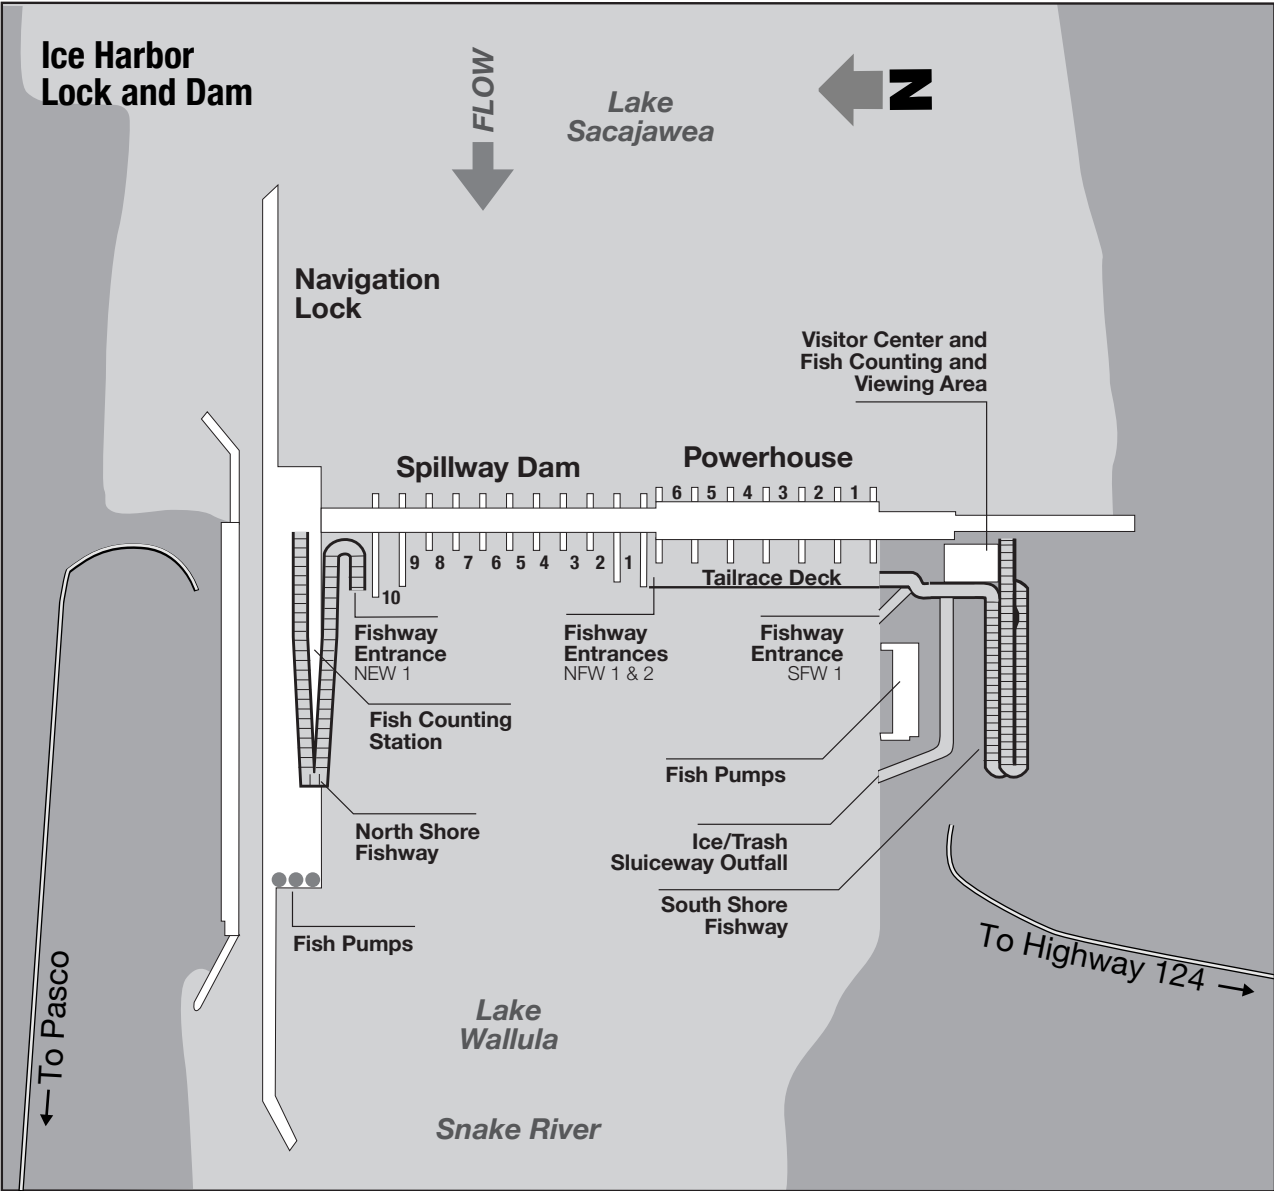 Ice Harbor
Lock and Dam
FLOW
Lake
Sacajawea
N
Navigation
Lock
Visitor Center and
Fish Counting and
Viewing Area
Spillway Dam
Powerhouse
6 5 4 3 2 1
10 9 8 7 6 5 4 3 2 1
Tailrace Deck
Fishway
Entrance
NEW 1
Fishway
Entrances
NFW 1 & 2
Fishway
Entrance
SFW 1
Fish Counting
Station
Fish Pumps
North Shore
Fishway
Ice/Trash
Sluiceway Outfall
South Shore
Fishway
Fish Pumps
To Highway 124
To Pasco
Lake
Wallula
Snake River